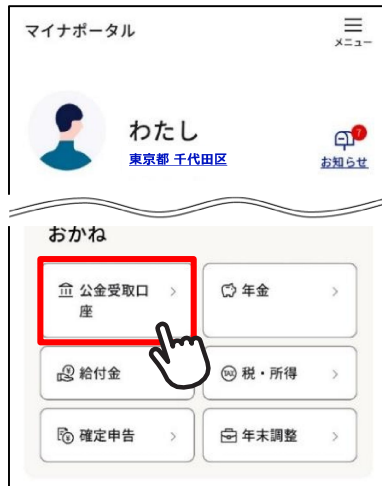 マイナポータル
メニュー
わたし
7
東京都 千代田区
お知らせ
おかね
公金受取口
座
年金
給付金
TAX
税・所得
確定申告
年末調整